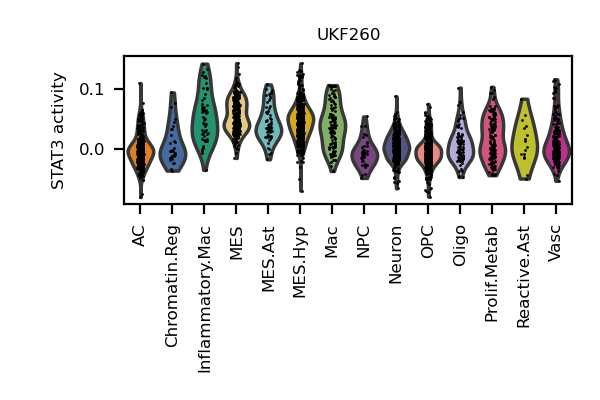 UKF260
STAT3 activity
0.1
0.0
AC
Chromatin.Reg
Inflammatory.Mac
MES
MES.Ast
MES.Hyp
Mac
NPC
Neuron
OPC
Oligo
Prolif.Metab
Reactive.Ast
Vasc